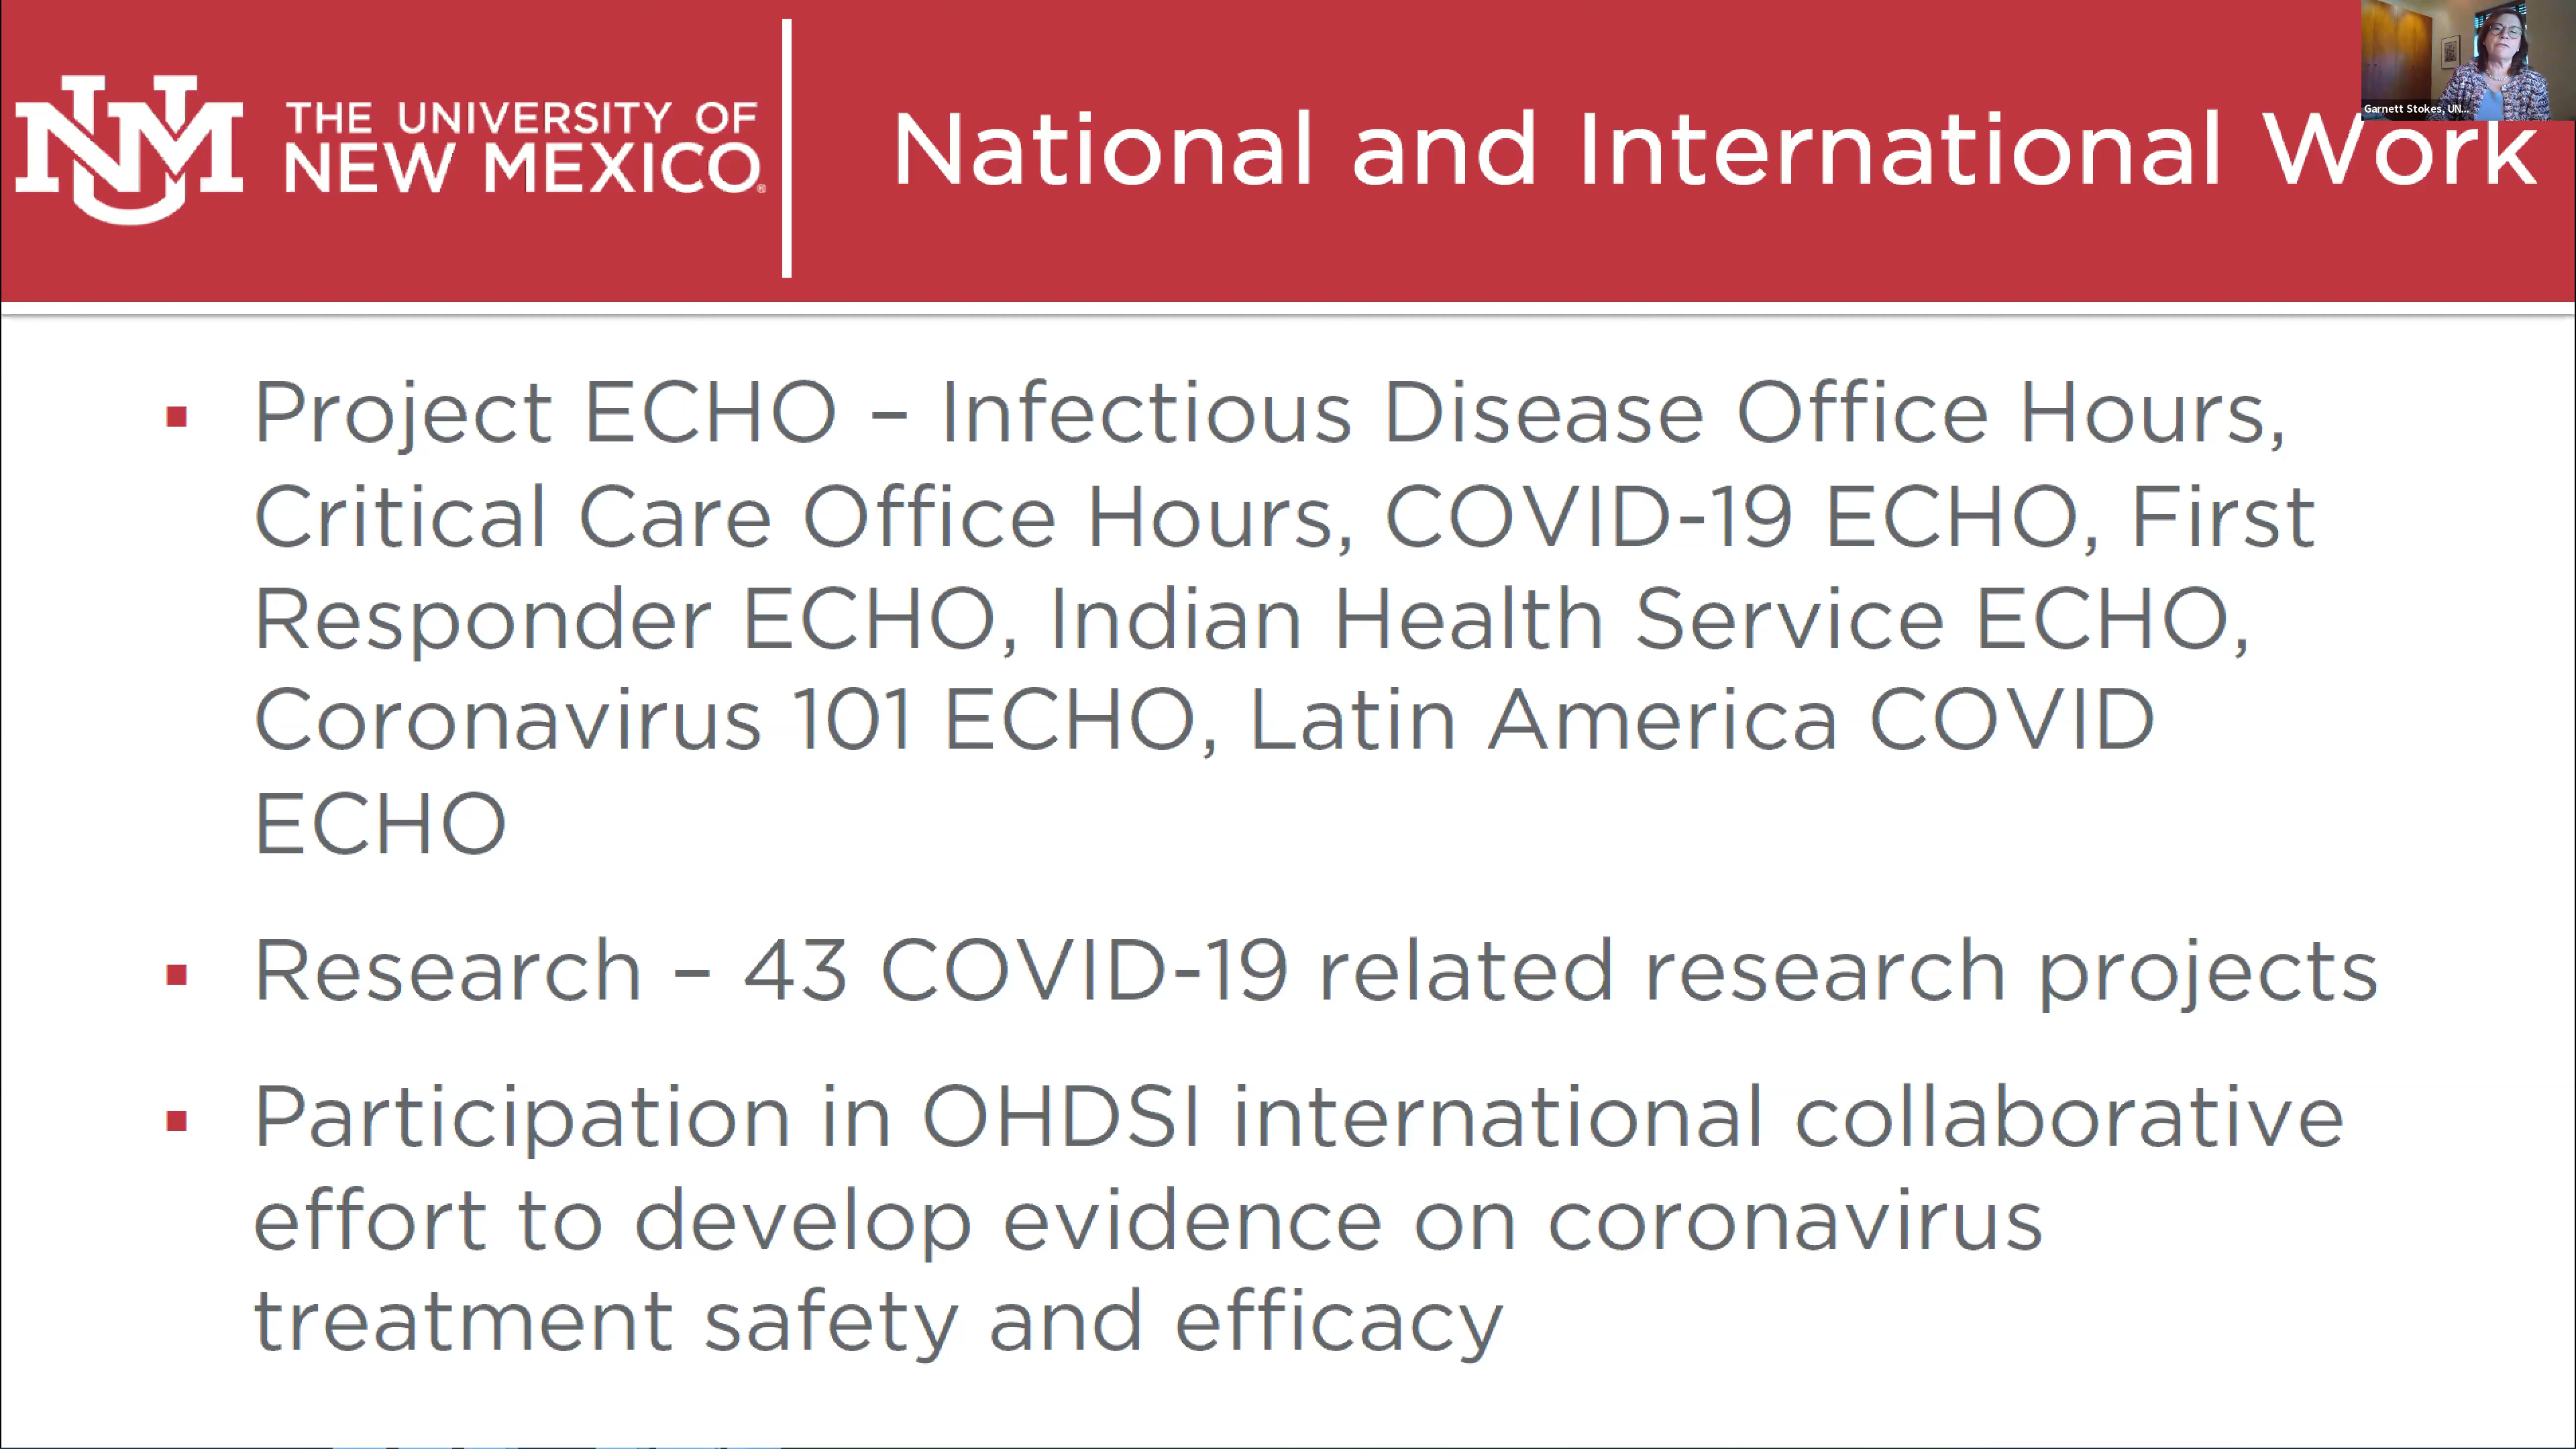 UNM
THE UNIVERSITY OF
NEW MEXICO®
National and International Work
Garnett Stokes, UN...
▪ Project ECHO – Infectious Disease Office Hours,
Critical Care Office Hours, COVID-19 ECHO, First
Responder ECHO, Indian Health Service ECHO,
Coronavirus 101 ECHO, Latin America COVID
ECHO
▪ Research – 43 COVID-19 related research projects
▪ Participation in OHDSI international collaborative
effort to develop evidence on coronavirus
treatment safety and efficacy